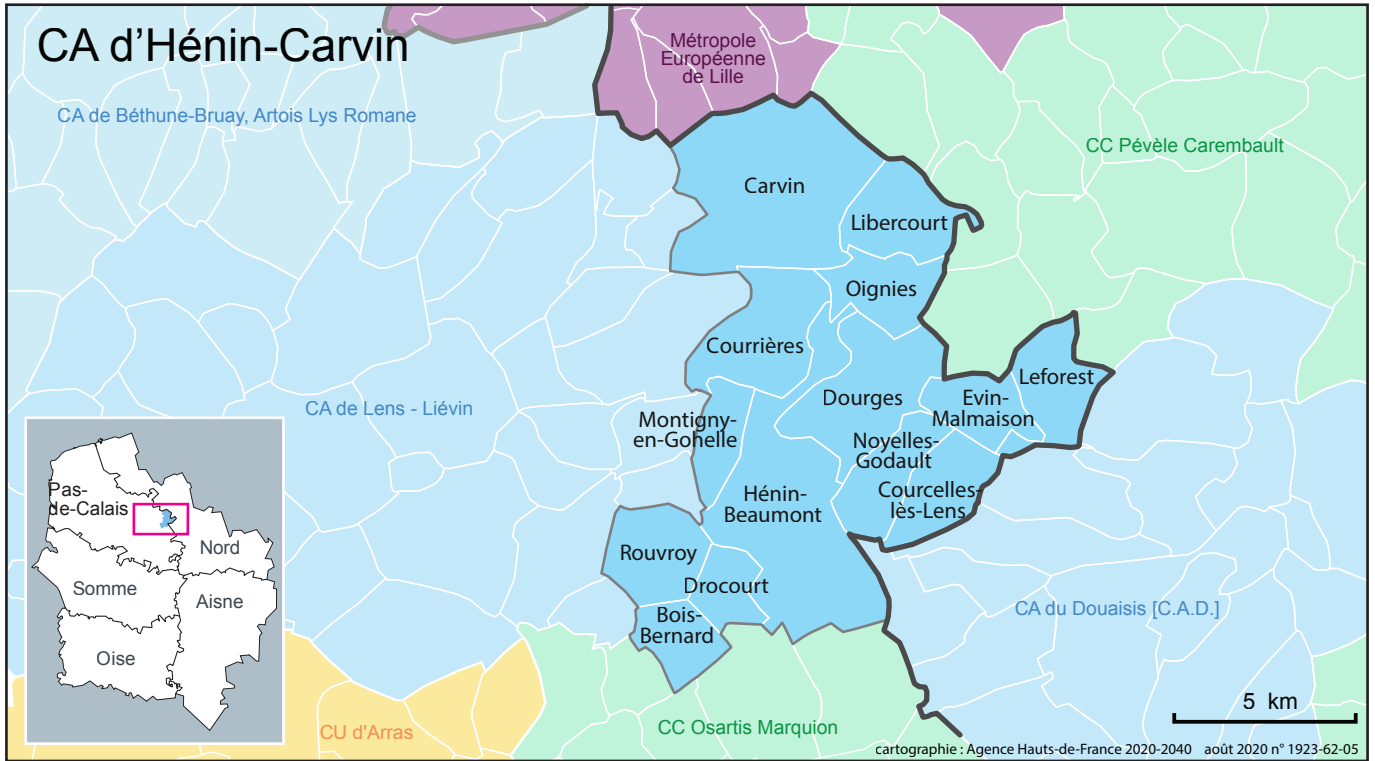 CA d'Hénin-Carvin
Métropole
Européenne
de Lille
CA de Béthune-Bruay, Artois Lys Romane
CC Pévèle Carembault
Carvin
Libercourt
Oignies
Courrières
Leforest
Dourges
Evin-
Malmaison
CA de Lens - Liévin
Montigny-
en-Gohelle
Noyelles-
Godault
Hénin-
Beaumont
Courcelles-
lès-Lens
Rouvroy
Drocourt
Bois-
Bernard
CA du Douaisis [C.A.D.]
Pas-
de-Calais
Nord
Somme
Aisne
Oise
CU d'Arras
CC Osartis Marquion
5 km
cartographie : Agence Hauts-de-France 2020-2040 août 2020 n° 1923-62-05